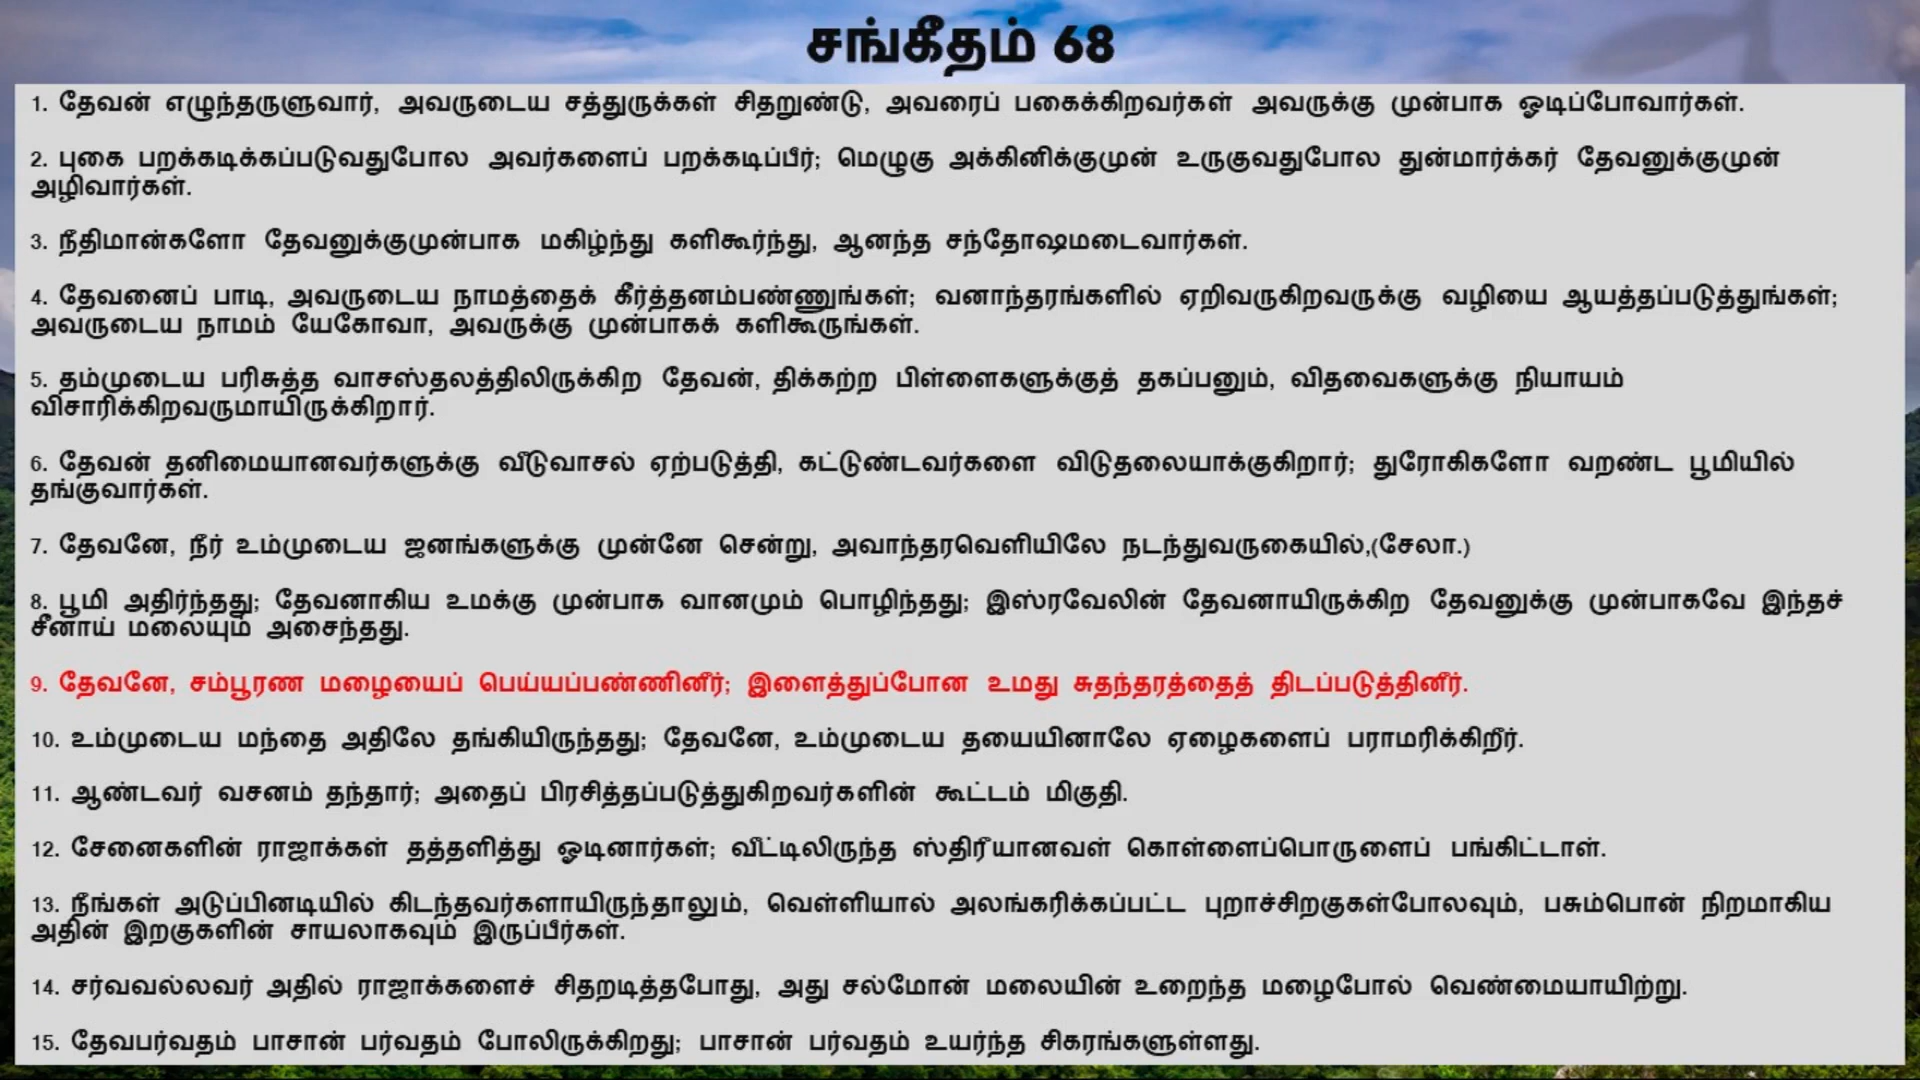 சங்கீதம் 68
1. தேவன் எழுந்தருளுவார், அவருடைய சத்துருக்கள் சிதறுண்டு, அவரைப் பகைக்கிறவர்கள் அவருக்கு முன்பாக ஓடிப்போவார்கள்.
2. புகை பறக்கடிக்கப்படுவதுபோல அவர்களைப் பறக்கடிப்பீர்; மெழுகு அக்கினிக்குமுன் உருகுவதுபோல துன்மார்க்கர் தேவனுக்குமுன்
அழிவார்கள்.
3. நீதிமான்களோ தேவனுக்குமுன்பாக மகிழ்ந்து களிகூர்ந்து, ஆனந்த சந்தோஷமடைவார்கள்.
4. தேவனைப் பாடி, அவருடைய நாமத்தைக் கீர்த்தனம்பண்ணுங்கள்; வனாந்தரங்களில் ஏறிவருகிறவருக்கு வழியை ஆயத்தப்படுத்துங்கள்;
அவருடைய நாமம் யேகோவா, அவருக்கு முன்பாகக் களிகூருங்கள்.
5. தம்முடைய பரிசுத்த வாசஸ்தலத்திலிருக்கிற தேவன், திக்கற்ற பிள்ளைகளுக்குத் தகப்பனும், விதவைகளுக்கு நியாயம்
விசாரிக்கிறவருமாயிருக்கிறார்.
6. தேவன் தனிமையானவர்களுக்கு வீடுவாசல் ஏற்படுத்தி, கட்டுண்டவர்களை விடுதலையாக்குகிறார்; துரோகிகளோ வறண்ட பூமியில்
தங்குவார்கள்.
7. தேவனே, நீர் உம்முடைய ஜனங்களுக்கு முன்னே சென்று, அவாந்தரவெளியிலே நடந்துவருகையில்,(சேலா.)
8. பூமி அதிர்ந்தது; தேவனாகிய உமக்கு முன்பாக வானமும் பொழிந்தது; இஸ்ரவேலின் தேவனாயிருக்கிற தேவனுக்கு முன்பாகவே இந்தச்
சீனாய் மலையும் அசைந்தது.
9. தேவனே, சம்பூரண மழையைப் பெய்யப்பண்ணினீர்; இளைத்துப்போன உமது சுதந்தரத்தைத் திடப்படுத்தினீர்.
10. உம்முடைய மந்தை அதிலே தங்கியிருந்தது; தேவனே, உம்முடைய தயையினாலே ஏழைகளைப் பராமரிக்கிறீர்.
11. ஆண்டவர் வசனம் தந்தார்; அதைப் பிரசித்தப்படுத்துகிறவர்களின் கூட்டம் மிகுதி.
12. சேனைகளின் ராஜாக்கள் தத்தளித்து ஓடினார்கள்; வீட்டிலிருந்த ஸ்திரீயானவள் கொள்ளைப்பொருளைப் பங்கிட்டாள்.
13. நீங்கள் அடுப்பினடியில் கிடந்தவர்களாயிருந்தாலும், வெள்ளியால் அலங்கரிக்கப்பட்ட புறாச்சிறகுகள்போலவும், பசும்பொன் நிறமாகிய
அதின் இறகுகளின் சாயலாகவும் இருப்பீர்கள்.
14. சர்வவல்லவர் அதில் ராஜாக்களைச் சிதறடித்தபோது, அது சல்மோன் மலையின் உறைந்த மழைபோல் வெண்மையாயிற்று.
15. தேவபர்வதம் பாசான் பர்வதம் போலிருக்கிறது; பாசான் பர்வதம் உயர்ந்த சிகரங்களுள்ளது.